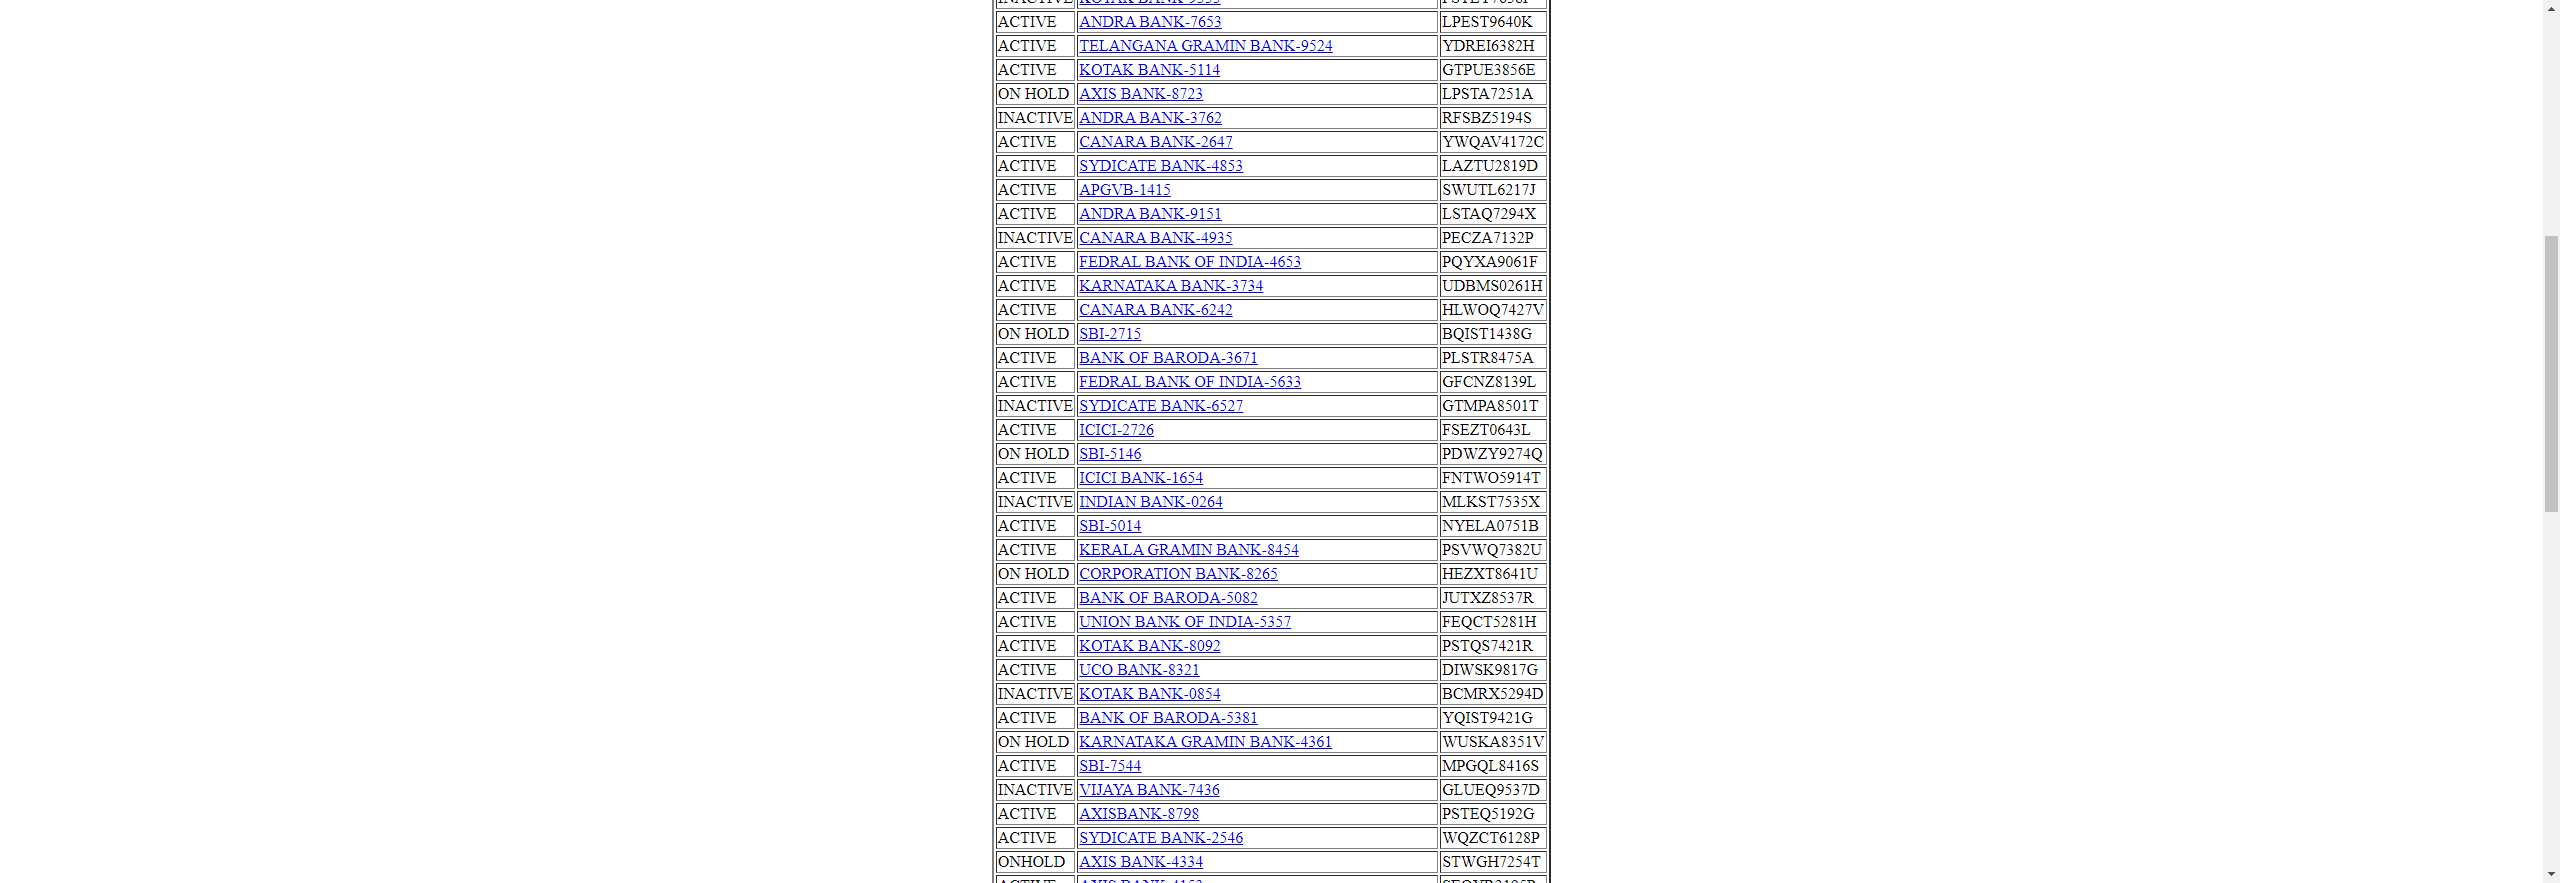 ACTIVE ANDRA BANK-7653 LPEST9640K
ACTIVE TELANGANA GRAMIN BANK-9524 YDREI6382H
ACTIVE KOTAK BANK-5114 GTPUE3856E
ON HOLD AXIS BANK-8723 LPSTA7251A
INACTIVE ANDRA BANK-3762 RFSBZ5194S
ACTIVE CANARA BANK-2647 YWQAV4172C
ACTIVE SYDICATE BANK-4853 LAZTU2819D
ACTIVE APGVB-1415 SWUTL6217J
ACTIVE ANDRA BANK-9151 LSTAQ7294X
INACTIVE CANARA BANK-4935 PECZA7132P
ACTIVE FEDRAL BANK OF INDIA-4653 PQYXA9061F
ACTIVE KARNATAKA BANK-3734 UDBMS0261H
ACTIVE CANARA BANK-6242 HLWOQ7427V
ON HOLD SBI-2715 BQIST1438G
ACTIVE BANK OF BARODA-3671 PLSTR8475A
ACTIVE FEDRAL BANK OF INDIA-5633 GFCNZ8139L
INACTIVE SYDICATE BANK-6527 GTMPA8501T
ACTIVE ICICI-2726 FSEZT0643L
ON HOLD SBI-5146 PDWZY9274Q
ACTIVE ICICI BANK-1654 FNTWO5914T
INACTIVE INDIAN BANK-0264 MLKST7535X
ACTIVE SBI-5014 NYELA0751B
ACTIVE KERALA GRAMIN BANK-8454 PSVWQ7382U
ON HOLD CORPORATION BANK-8265 HEZXT8641U
ACTIVE BANK OF BARODA-5082 JUTXZ8537R
ACTIVE UNION BANK OF INDIA-5357 FEQCT5281H
ACTIVE KOTAK BANK-8092 PSTQS7421R
ACTIVE UCO BANK-8321 DIWSK9817G
INACTIVE KOTAK BANK-0854 BCMRX5294D
ACTIVE BANK OF BARODA-5381 YQIST9421G
ON HOLD KARNATAKA GRAMIN BANK-4361 WUSKA8351V
ACTIVE SBI-7544 MPGQL8416S
INACTIVE VIJAYA BANK-7436 GLUEQ9537D
ACTIVE AXISBANK-8798 PSTEQ5192G
ACTIVE SYDICATE BANK-2546 WQZCT6128P
ONHOLD AXIS BANK-4334 STWGH7254T